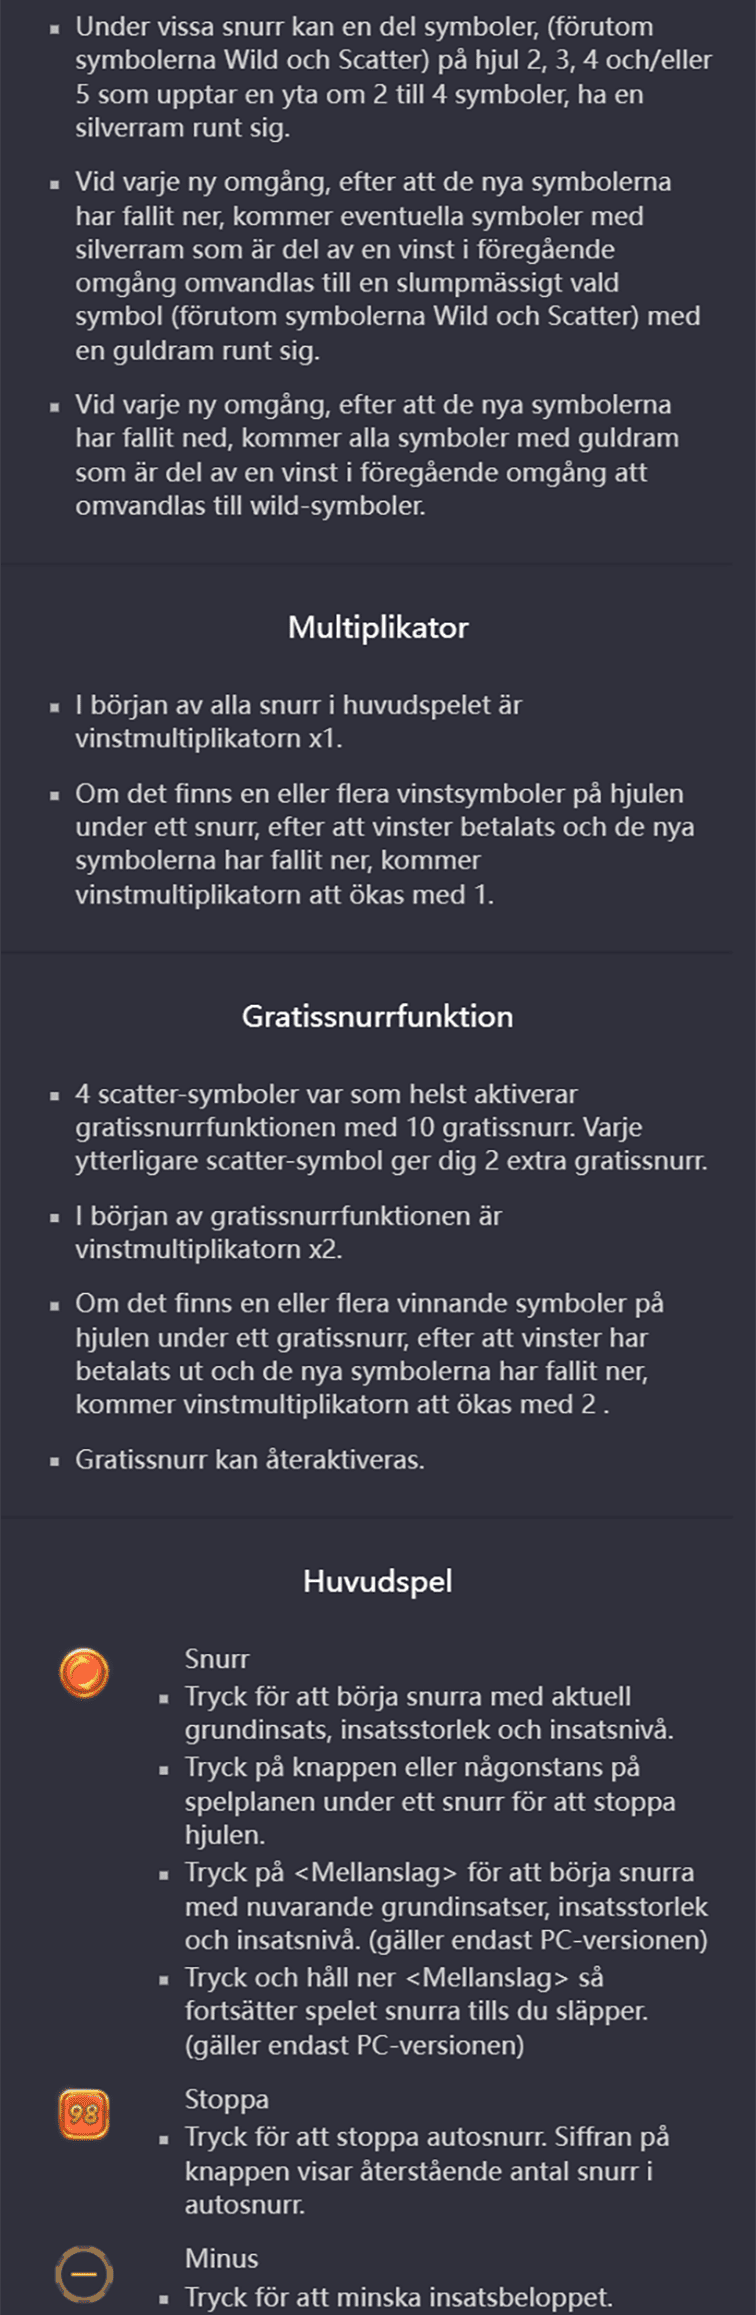 ▪ Under vissa snurr kan en del symboler, (förutom
symbolerna Wild och Scatter) på hjul 2, 3, 4 och/eller
5 som upptar en yta om 2 till 4 symboler, ha en
silverram runt sig.
▪ Vid varje ny omgång, efter att de nya symbolerna
har fallit ner, kommer eventuella symboler med
silverram som är del av en vinst i föregående
omgång omvandlas till en slumpmässigt vald
symbol (förutom symbolerna Wild och Scatter) med
en guldram runt sig.
▪ Vid varje ny omgång, efter att de nya symbolerna
har fallit ned, kommer alla symboler med guldram
som är del av en vinst i föregående omgång att
omvandlas till wild-symboler.
Multiplikator
▪ I början av alla snurr i huvudspelet är
vinstmultiplikatorn x1.
▪ Om det finns en eller flera vinstsymboler på hjulen
under ett snurr, efter att vinster betalats och de nya
symbolerna har fallit ner, kommer
vinstmultiplikatorn att ökas med 1.
Gratissnurrfunktion
▪ 4 scatter-symboler var som helst aktiverar
gratissnurrfunktionen med 10 gratissnurr. Varje
ytterligare scatter-symbol ger dig 2 extra gratissnurr.
▪ I början av gratissnurrfunktionen är
vinstmultiplikatorn x2.
▪ Om det finns en eller flera vinnande symboler på
hjulen under ett gratissnurr, efter att vinster har
betalats ut och de nya symbolerna har fallit ner,
kommer vinstmultiplikatorn att ökas med 2 .
▪ Gratissnurr kan återaktiveras.
Huvudspel
Snurr
▪ Tryck för att börja snurra med aktuell
grundinsats, insatsstorlek och insatsnivå.
▪ Tryck på knappen eller någonstans på
spelplanen under ett snurr för att stoppa
hjulen.
▪ Tryck på <Mellanslag> för att börja snurra
med nuvarande grundinsatser, insatsstorlek
och insatsnivå. (gäller endast PC-versionen)
▪ Tryck och håll ner <Mellanslag> så
fortsätter spelet snurra tills du släpper.
(gäller endast PC-versionen)
98
Stoppa
▪ Tryck för att stoppa autosnurr. Siffran på
knappen visar återstående antal snurr i
autosnurr.
Minus
▪ Tryck för att minska insatsbeloppet.